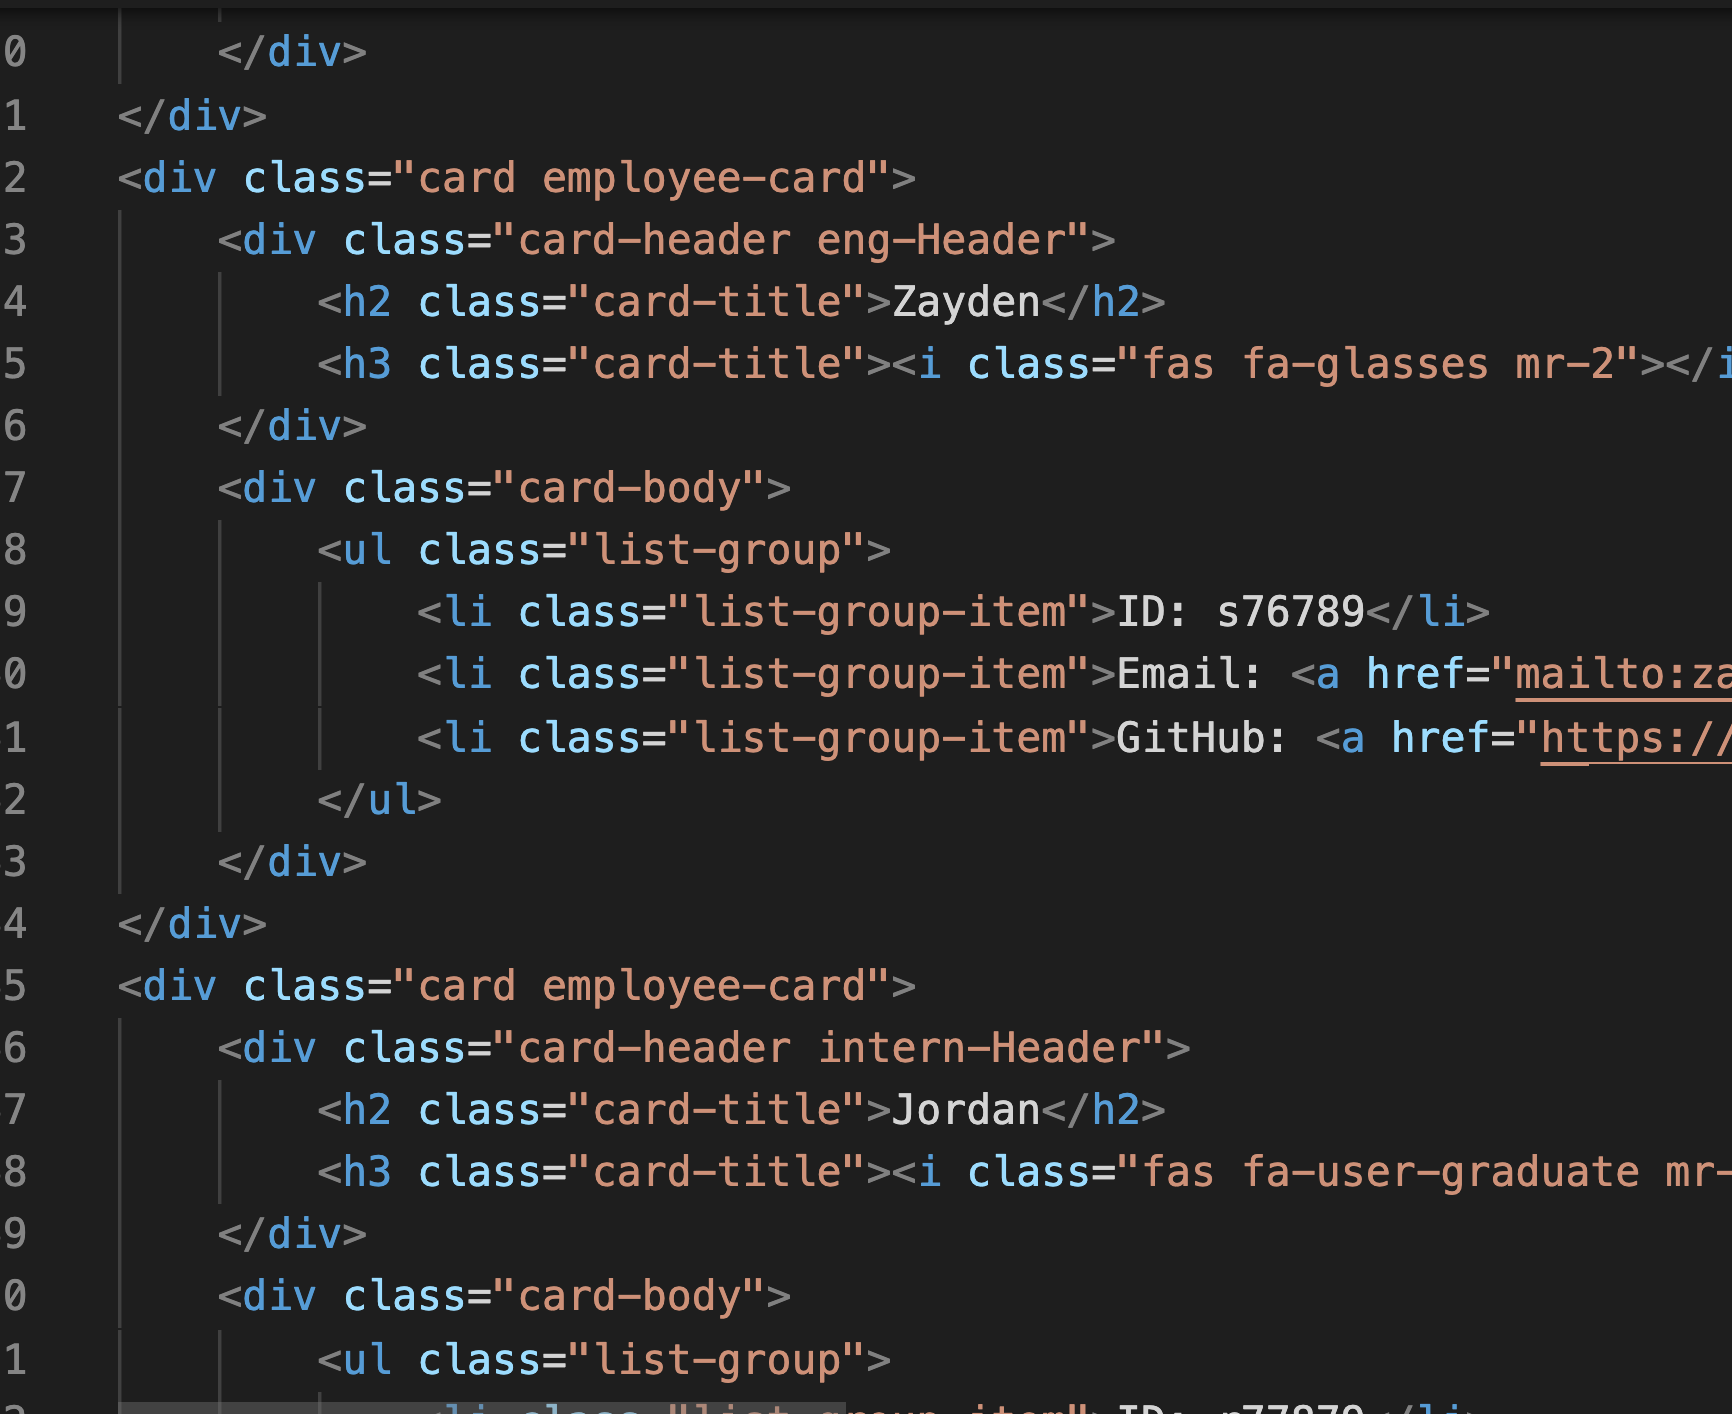 0 </div>
1 </div>
2 <div class="card employee-card">
3 <div class="card-header eng-Header">
4 <h2 class="card-title">Zayden</h2>
5 <h3 class="card-title"><i class="fas fa-glasses mr-2"></i
6 </div>
7 <div class="card-body">
8 <ul class="list-group">
9 <li class="list-group-item">ID: s76789</li>
0 <li class="list-group-item">Email: <a href="mailto:za
1 <li class="list-group-item">GitHub: <a href="https://
2 </ul>
3 </div>
4 </div>
5 <div class="card employee-card">
6 <div class="card-header intern-Header">
7 <h2 class="card-title">Jordan</h2>
8 <h3 class="card-title"><i class="fas fa-user-graduate mr-
9 </div>
0 <div class="card-body">
1 <ul class="list-group">
<li class="list-group-item">ID: